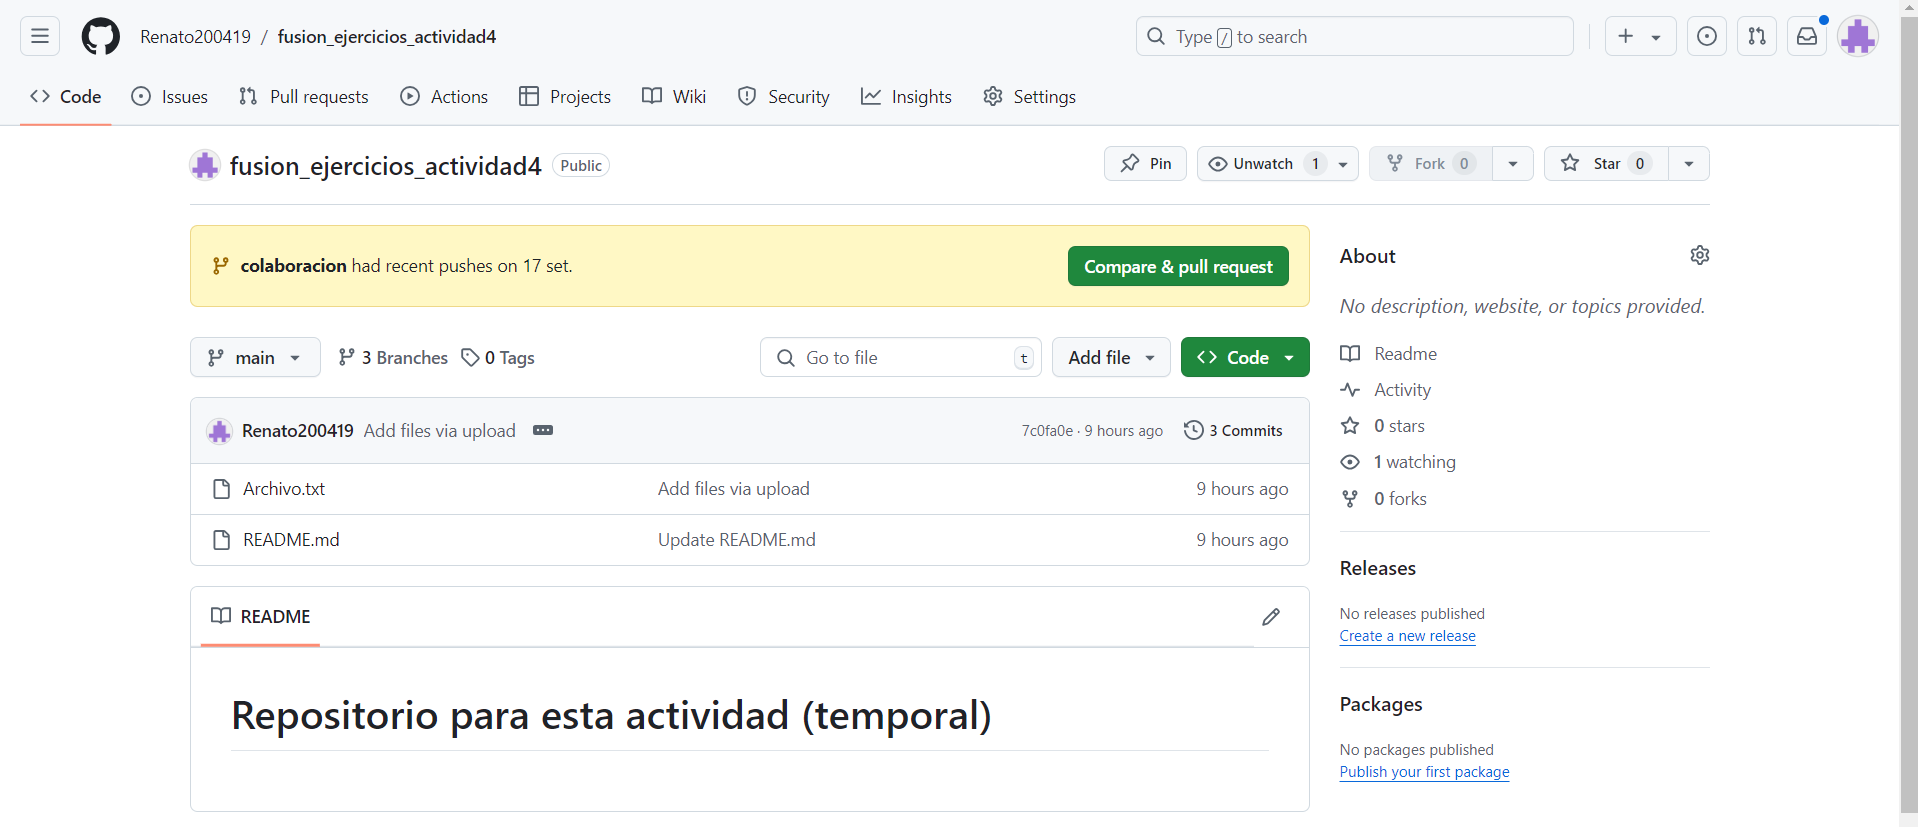 Renato200419 / fusion_ejercicios_actividad4
Type / to search
Code
Issues
Pull requests
Actions
Projects
Wiki
Security
Insights
Settings
fusion_ejercicios_actividad4 Public
Pin
Unwatch 1
Fork 0
Star 0
colaboracion had recent pushes on 17 set.
Compare & pull request
main
3 Branches
0 Tags
Go to file t
Add file
Code
Renato200419 Add files via upload
7c0fa0e · 9 hours ago
3 Commits
Archivo.txt Add files via upload 9 hours ago
README.md Update README.md 9 hours ago
README
Repositorio para esta actividad (temporal)
About
No description, website, or topics provided.
Readme
Activity
0 stars
1 watching
0 forks
Releases
No releases published
Create a new release
Packages
No packages published
Publish your first package